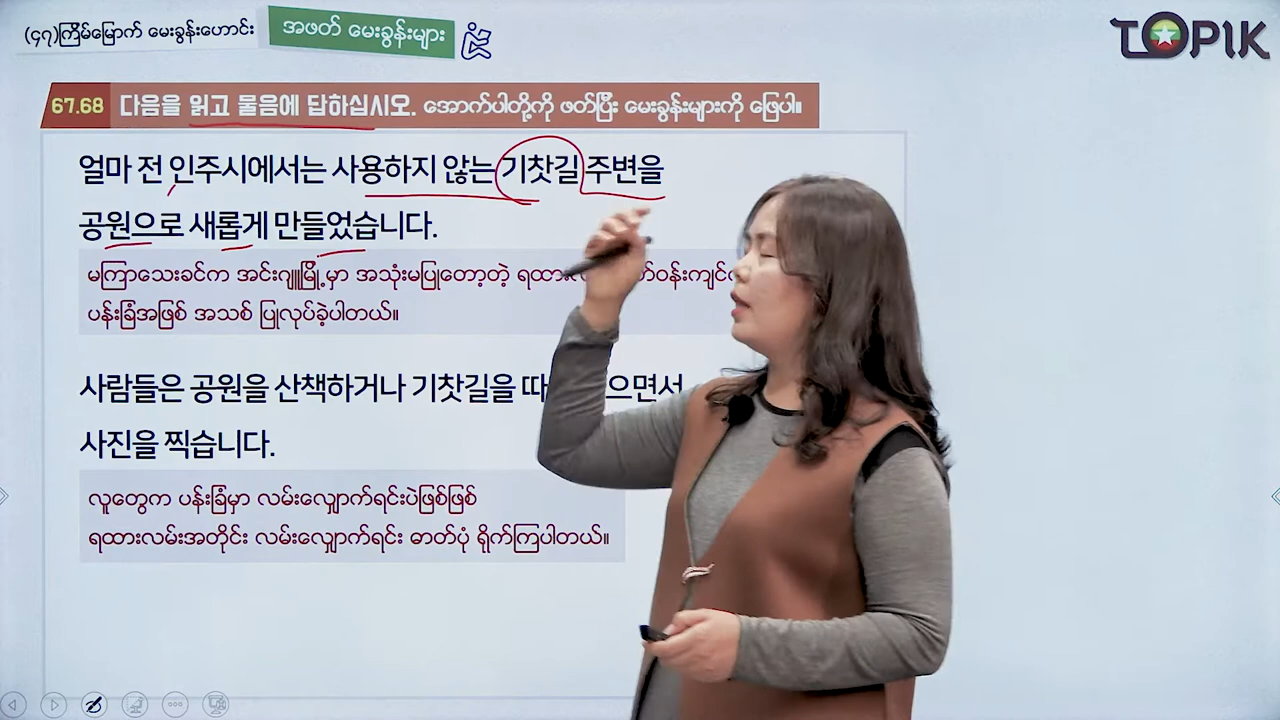 (၄၇)ကြိမ်မြောက် မေးခွန်းဟောင်း
အဖတ် မေးခွန်းများ
TOPIK
67.68 다음을 읽고 물음에 답하십시오. အောက်ပါတို့ကို ဖတ်ပြီး မေးခွန်းများကို ဖြေပါ။
얼마 전 인주시에서는 사용하지 않는 기찻길 주변을
공원으로 새롭게 만들었습니다.
မကြာသေးခင်က အင်းဂျူမြို့မှာ အသုံးမပြုတော့တဲ့
ပန်းခြံအဖြစ် အသစ် ပြုလုပ်ခဲ့ပါတယ်။
사람들은 공원을 산책하거나 기찻길을
사진을 찍습니다.
လူတွေက ပန်းခြံမှာ လမ်းလျှောက်ရင်းပဲဖြစ်ဖြစ်
ရထားလမ်းအတိုင်း လမ်းလျှောက်ရင်း ဓာတ်ပုံ ရိုက်ကြပါတယ်။